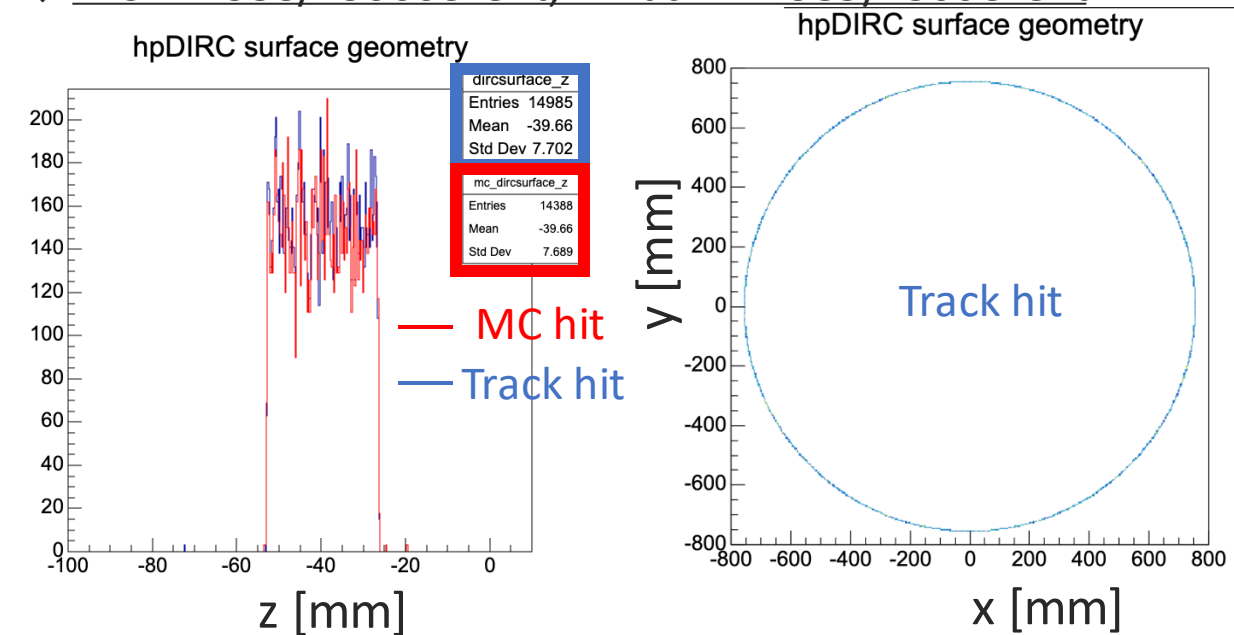 hpDIRC surface geometry
dircsurface_z
Entries 14985
Mean -39.66
Std Dev 7.702
mc_dircsurface_z
Entries 14388
Mean -39.66
Std Dev 7.689
MC hit
Track hit
200
180
160
140
120
100
80
60
40
20
0
-100 -80 -60 -40 -20 0
z [mm]
hpDIRC surface geometry
800
600
400
200
0
-200
-400
-600
-800
y [mm]
Track hit
-800 -600 -400 -200 0 200 400 600 800
x [mm]